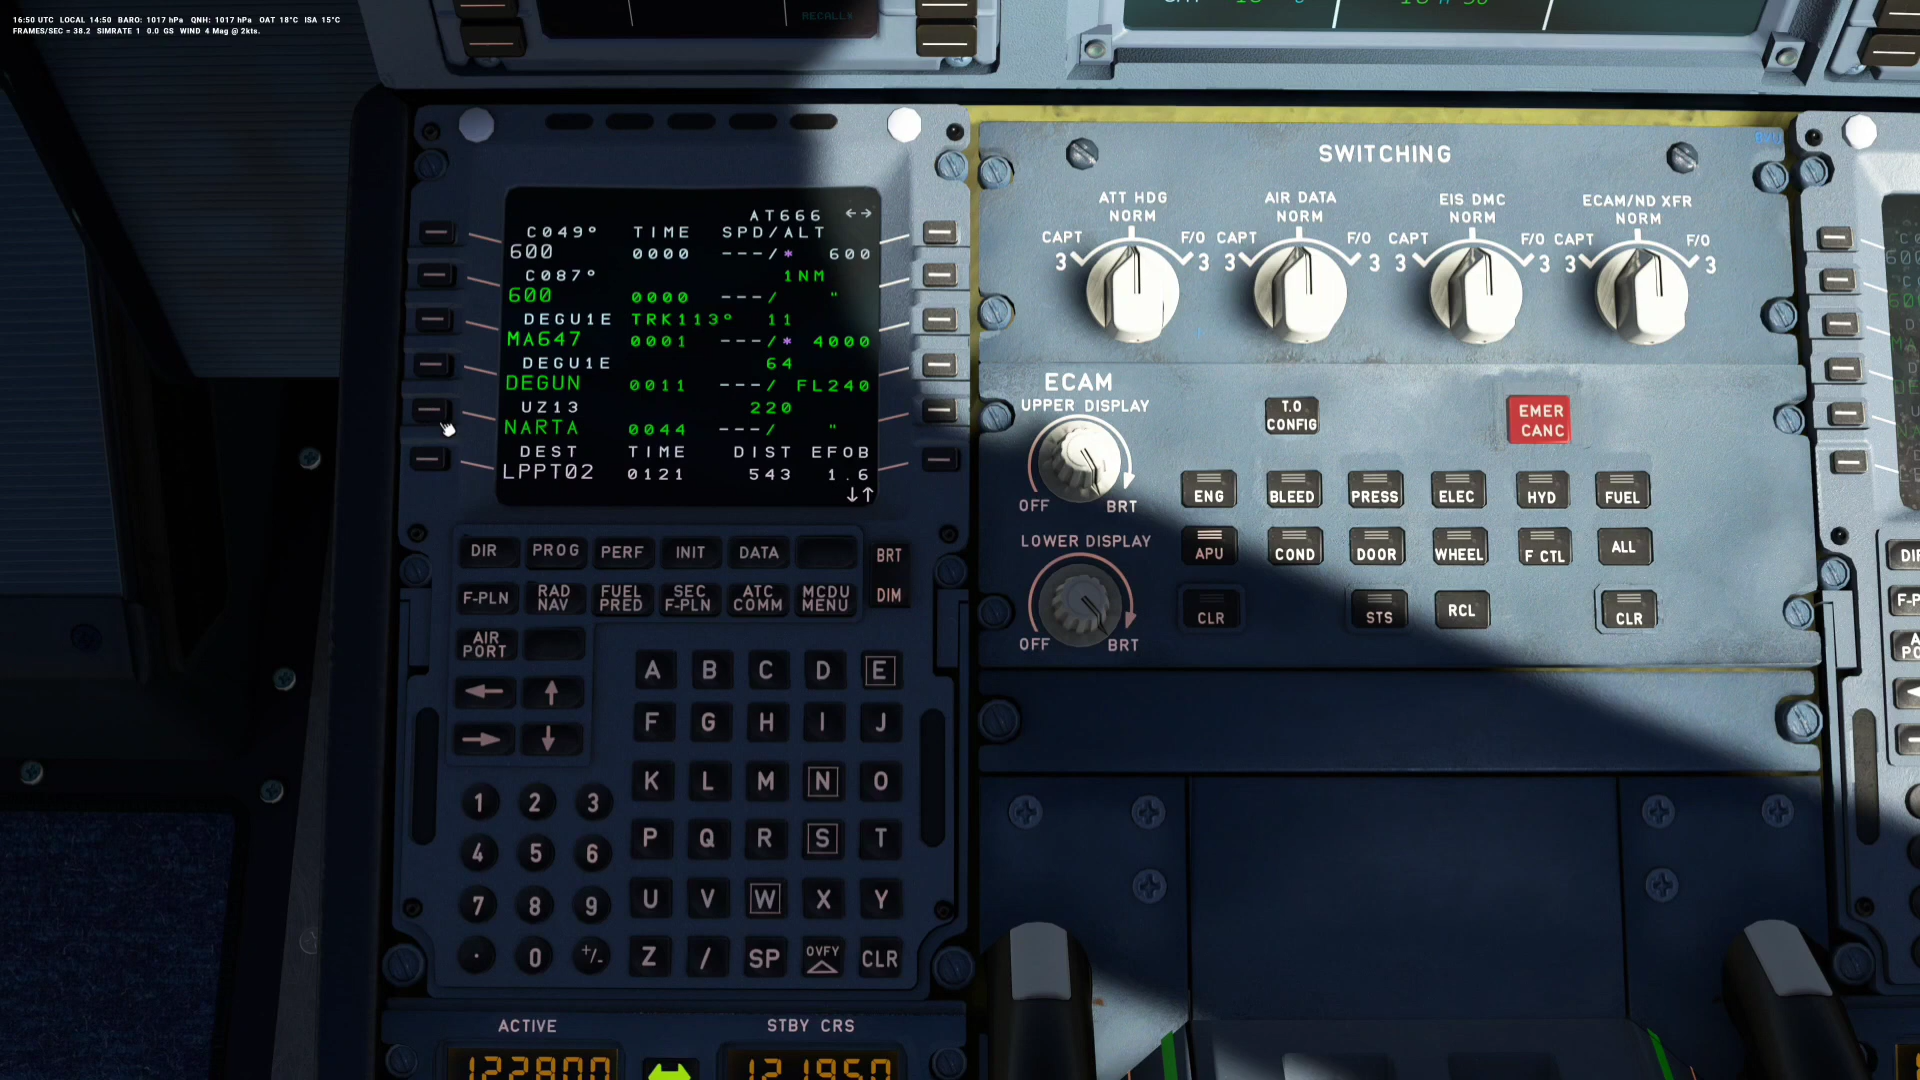 16:50 UTC LOCAL 14:50 BARO: 1017 hPa QNH: 1017 hPa OAT 18°C ISA 15°C
FRAMES/SEC = 38.2 SIMRATE 1 0.0 GS WIND 4 Mag @ 2kts.
RECALL*
AT666 ←→
C049° TIME SPD/ALT
600 0000 ---/* 600
C087° 1NM
600 0000 ---/ "
DEGU1E TRK113° 11
MA647 0001 ---/* 4000
DEGU1E 64
DEGUN 0011 ---/ FL240
UZ13 220
NARTA 0044 ---/ "
DEST TIME DIST EFOB
LPPT02 0121 543 1.6
↓↑
DIR PROG PERF INIT DATA BRT
F-PLN RAD NAV FUEL PRED SEC F-PLN ATC COMM MCDU MENU DIM
AIR PORT
← ↑
→ ↓
A B C D E
F G H I J
K L M N O
P Q R S T
U V W X Y
Z / SP OVFY CLR
1 2 3
4 5 6
7 8 9
. 0 +/-
ACTIVE STBY CRS
122800 121950
SWITCHING
ATT HDG AIR DATA EIS DMC ECAM/ND XFR
NORM NORM NORM NORM
CAPT F/O CAPT F/O CAPT F/O CAPT F/O
3 3 3 3 3 3 3 3
ECAM
UPPER DISPLAY
OFF BRT
LOWER DISPLAY
OFF BRT
T.O
CONFIG
EMER
CANC
ENG BLEED PRESS ELEC HYD FUEL
APU COND DOOR WHEEL F CTL ALL
CLR STS RCL CLR